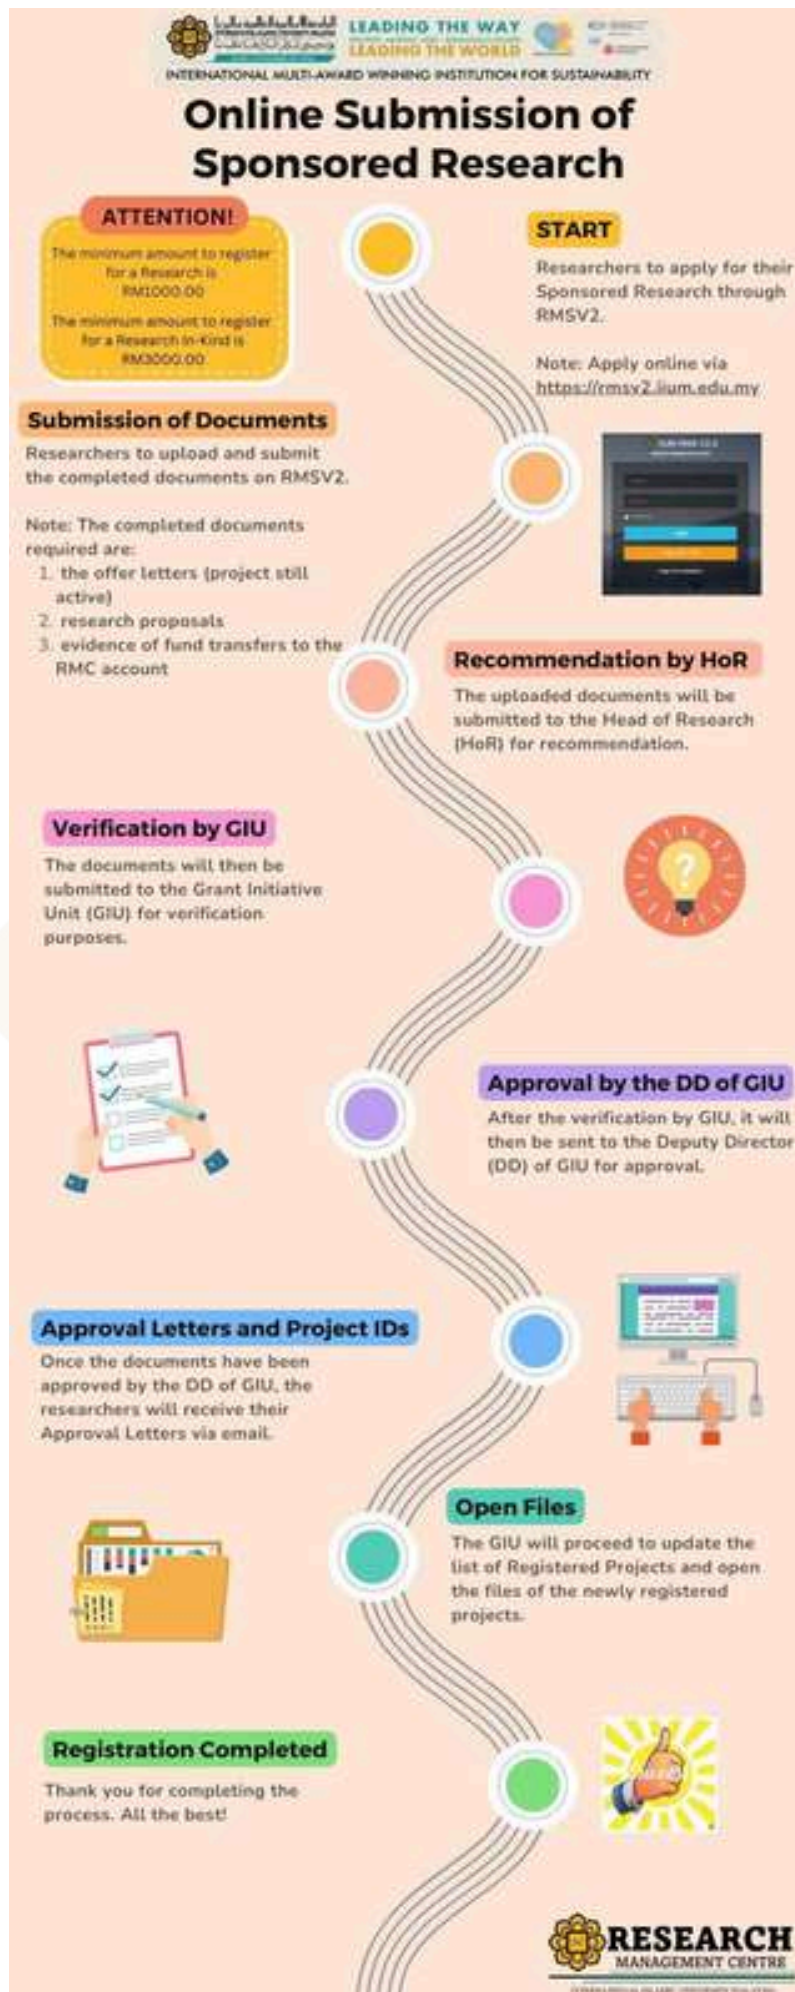 LEADING THE WAY
LEADING THE WORLD
INTERNATIONAL MULTI-AWARD WINNING INSTITUTION FOR SUSTAINABILITY
Online Submission of
Sponsored Research
ATTENTION!
The minimum amount to register
for a Research is
RM1000.00
The minimum amount to register
for a Research In-Kind is
RM3000.00
START
Researchers to apply for their
Sponsored Research through
RMSV2.
Note: Apply online via
https://rmsv2.iium.edu.my
Submission of Documents
Researchers to upload and submit
the completed documents on RMSV2.
Note: The completed documents
required are:
1. the offer letters (project still
active)
2. research proposals
3. evidence of fund transfers to the
RMC account
Recommendation by HoR
The uploaded documents will be
submitted to the Head of Research
(HoR) for recommendation.
Verification by GIU
The documents will then be
submitted to the Grant Initiative
Unit (GIU) for verification
purposes.
Approval by the DD of GIU
After the verification by GIU, it will
then be sent to the Deputy Director
(DD) of GIU for approval.
Approval Letters and Project IDs
Once the documents have been
approved by the DD of GIU, the
researchers will receive their
Approval Letters via email.
Open Files
The GIU will proceed to update the
list of Registered Projects and open
the files of the newly registered
projects.
Registration Completed
Thank you for completing the
process. All the best!
RESEARCH
MANAGEMENT CENTRE